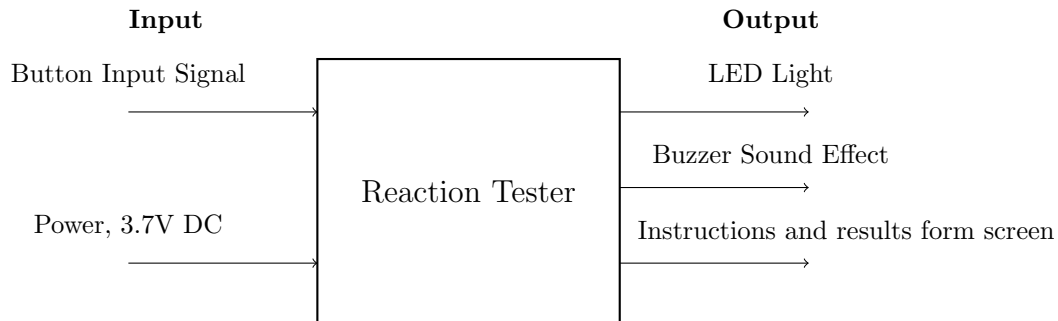 Input
Output
Button Input Signal
LED Light
Buzzer Sound Effect
Reaction Tester
Power, 3.7V DC
Instructions and results form screen